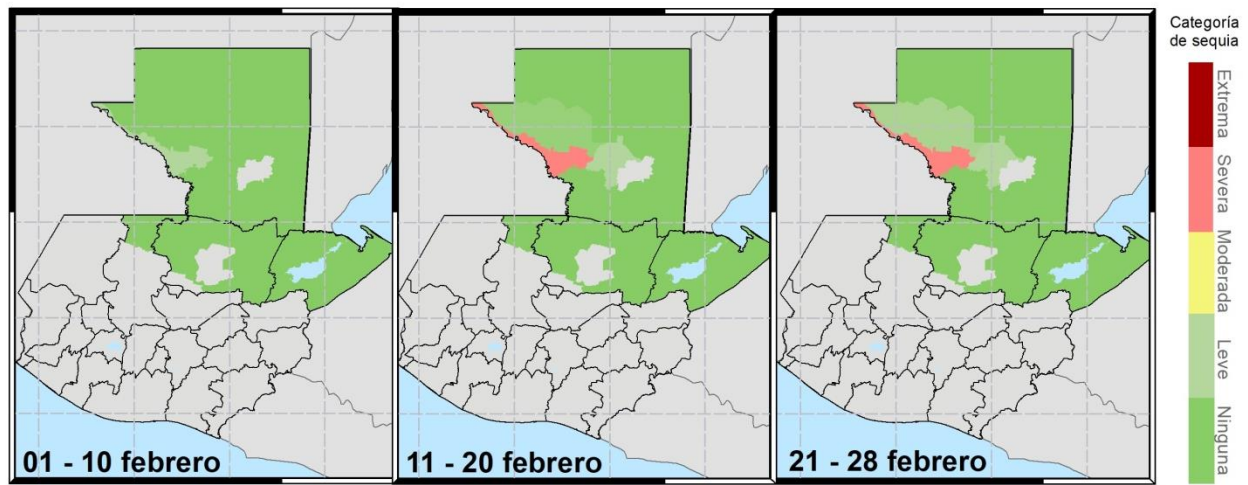 01 - 10 febrero
11 - 20 febrero
21 - 28 febrero
Categoría
de sequia
Extrema
Severa
Moderada
Leve
Ninguna